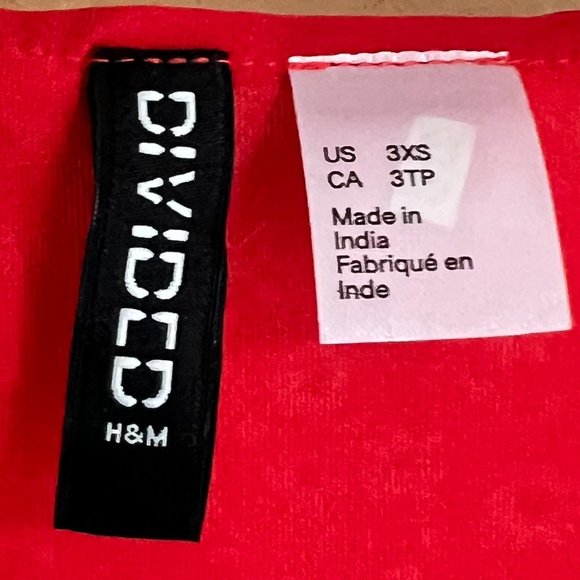 DIVIDED
H&M
US 3XS
CA 3TP
Made in
India
Fabriqué en
Inde